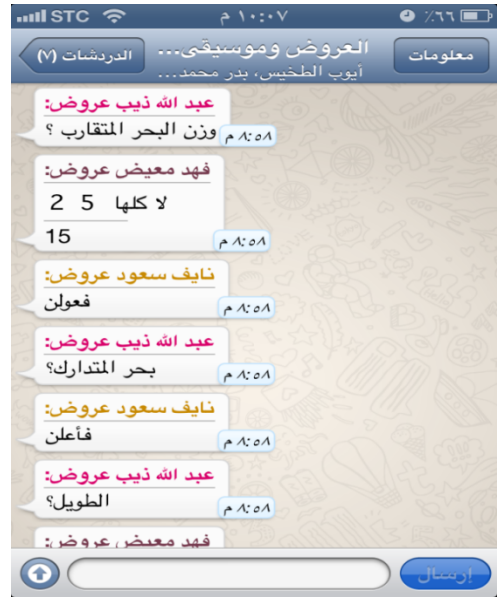 STC ١٠:٠٧ م ٪٦٦
معلومات العروض وموسيقى... الدردشات (٧)
أيوب الطخيس، بدر محمد...
عبد الله ذيب عروض:
وزن البحر المتقارب ؟ ٨:٥٨ م
فهد معيض عروض:
لا كلها 5 2
15 ٨:٥٨ م
نايف سعود عروض:
فعولن ٨:٥٨ م
عبد الله ذيب عروض:
بحر المتدارك؟ ٨:٥٨ م
نايف سعود عروض:
فأعلن ٨:٥٨ م
عبد الله ذيب عروض:
الطويل؟ ٨:٥٨ م
فهد معيض عروض:
إرسال